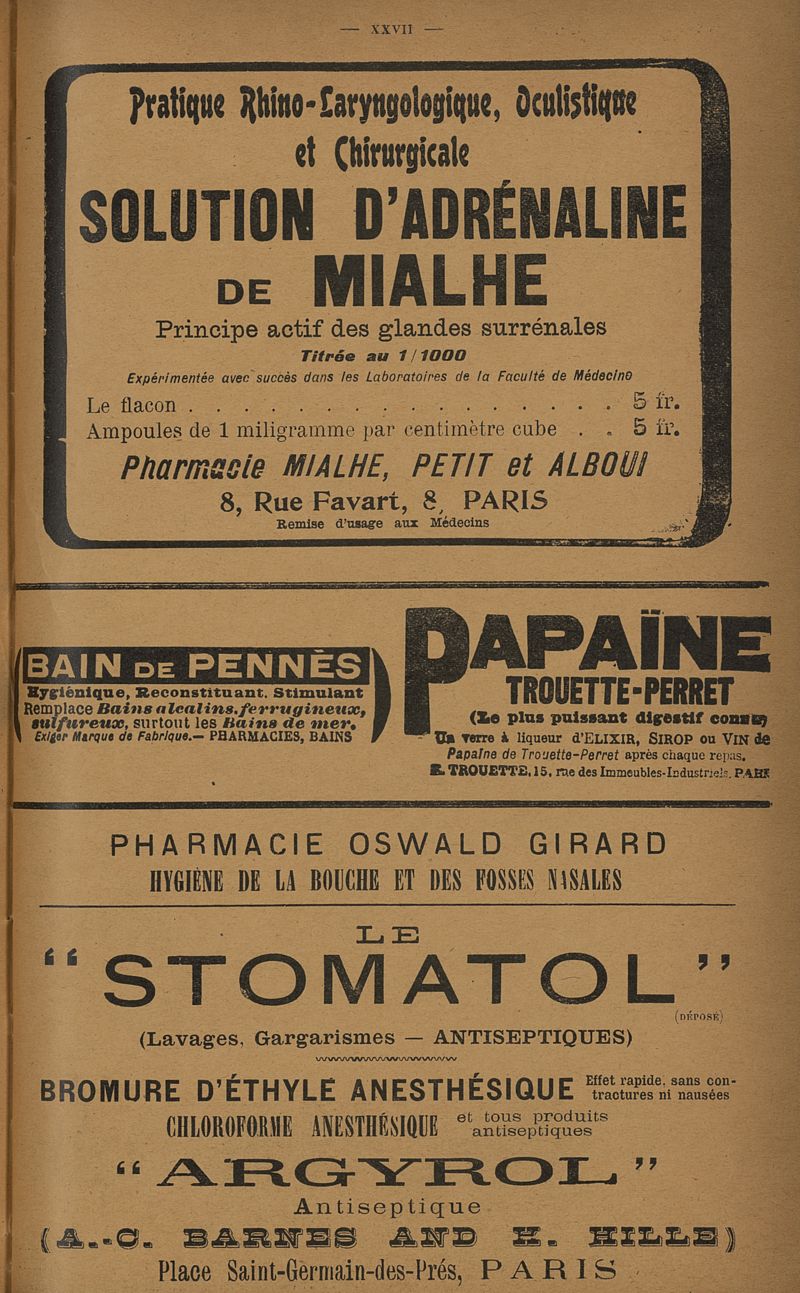 — XXVII —
Pratique Rhino-Laryngologique, Oculistique
et Chirurgicale
SOLUTION D'ADRÉNALINE
DE MIALHE
Principe actif des glandes surrénales
Titrée au 1/1000
Expérimentée avec succès dans les Laboratoires de la Faculté de Médecine
Le flacon . . . . . . . . . . . . . . . . 5 fr.
Ampoules de 1 miligramme par centimètre cube . . 5 fr.
Pharmacie MIALHE, PETIT et ALBOUI
8, Rue Favart, 8, PARIS
Remise d'usage aux Médecins
BAIN DE PENNÈS
Hygiénique, Reconstituant, Stimulant
Remplace Bains alcalins, ferrugineux,
sulfureux, surtout les Bains de mer.
Exiger Marque de Fabrique.— PHARMACIES, BAINS
PAPAÏNE
TROUETTE-PERRET
(Le plus puissant digestif connu)
Un verre à liqueur d'ELIXIR, SIROP ou VIN de
Papaïne de Trouette-Perret après chaque repas.
E. TROUETTE, 15, rue des Immeubles-Industriels. PARIS
PHARMACIE OSWALD GIRARD
HYGIÈNE DE LA BOUCHE ET DES FOSSES NASALES
LE
"STOMATOL"
(DÉPOSÉ)
(Lavages, Gargarismes — ANTISEPTIQUES)
BROMURE D'ÉTHYLE ANESTHÉSIQUE Effet rapide, sans con-
tractures ni nausées
CHLOROFORME ANESTHÉSIQUE et tous produits
antiseptiques
"ARGYROL"
Antiseptique
(A.-C. BARNES AND H. HILLE)
Place Saint-Germain-des-Prés, PARIS